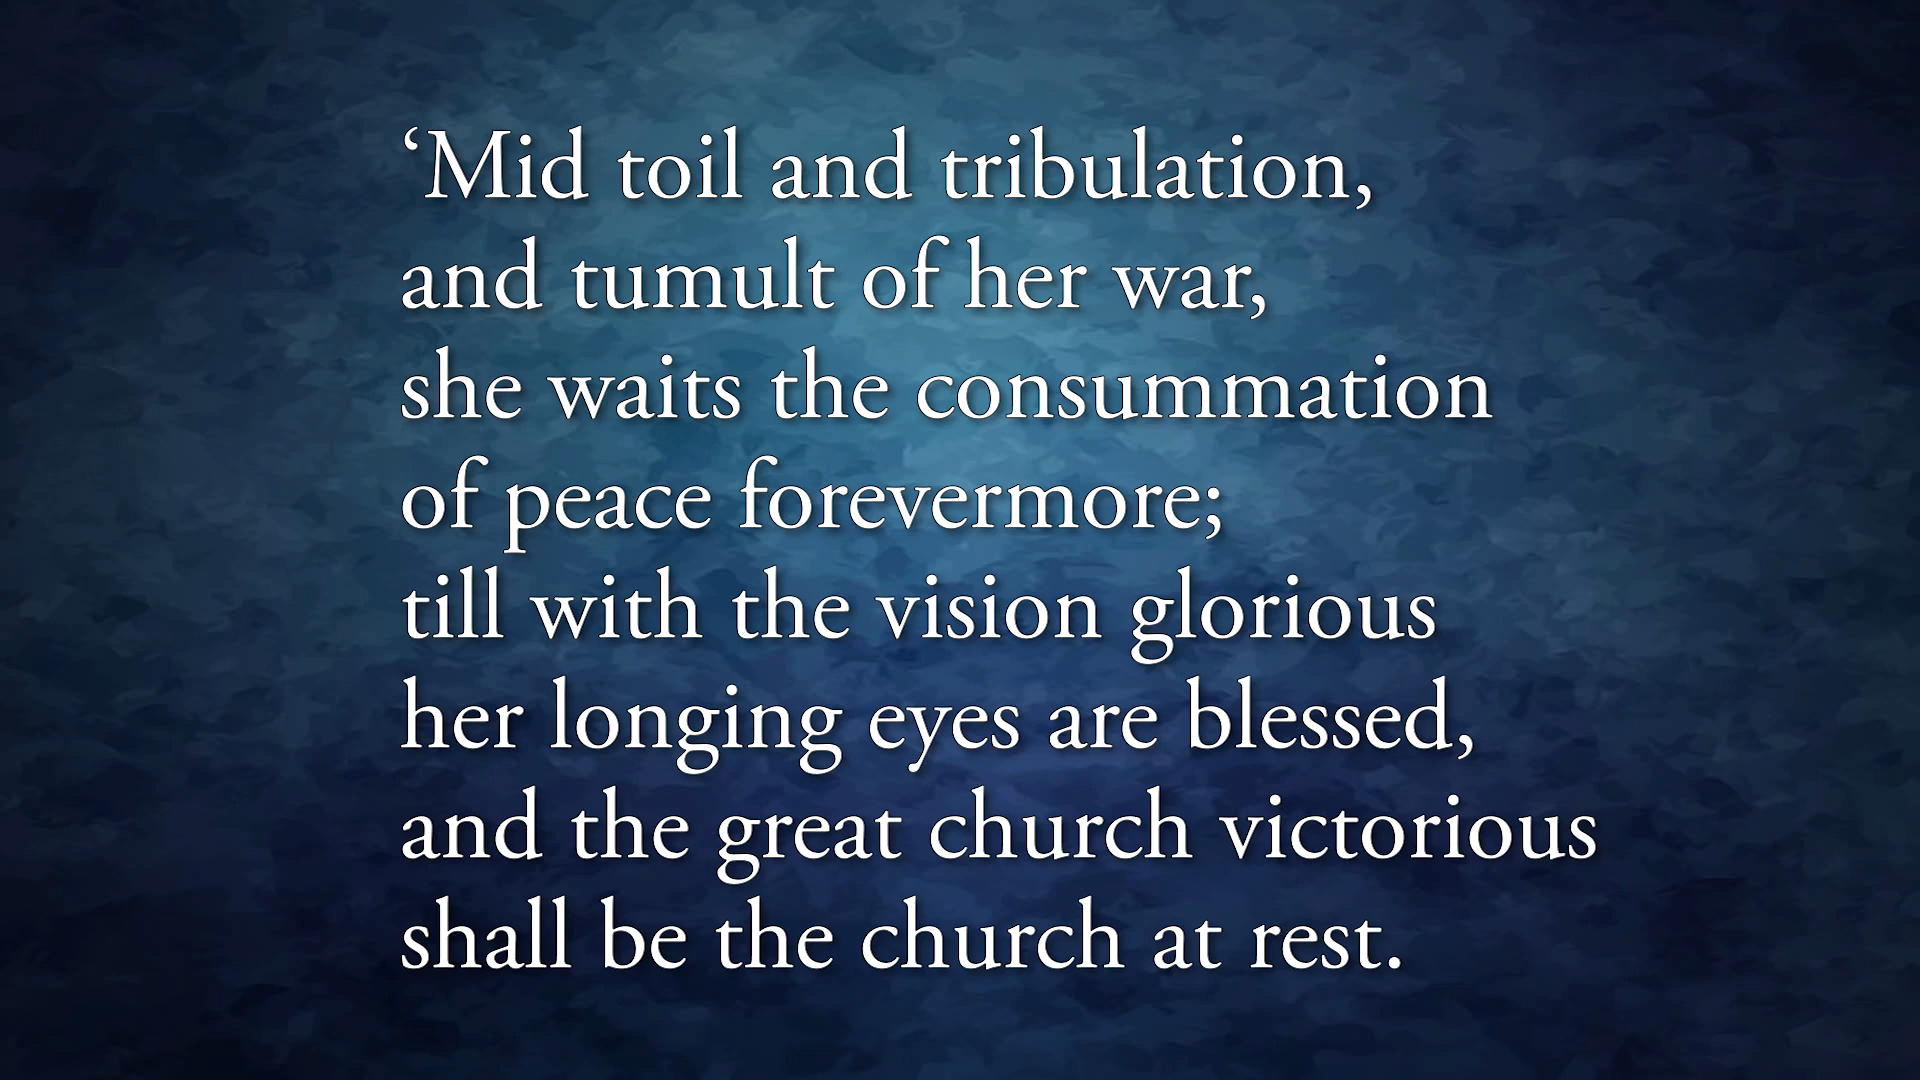 ‘Mid toil and tribulation,
and tumult of her war,
she waits the consummation
of peace forevermore;
till with the vision glorious
her longing eyes are blessed,
and the great church victorious
shall be the church at rest.